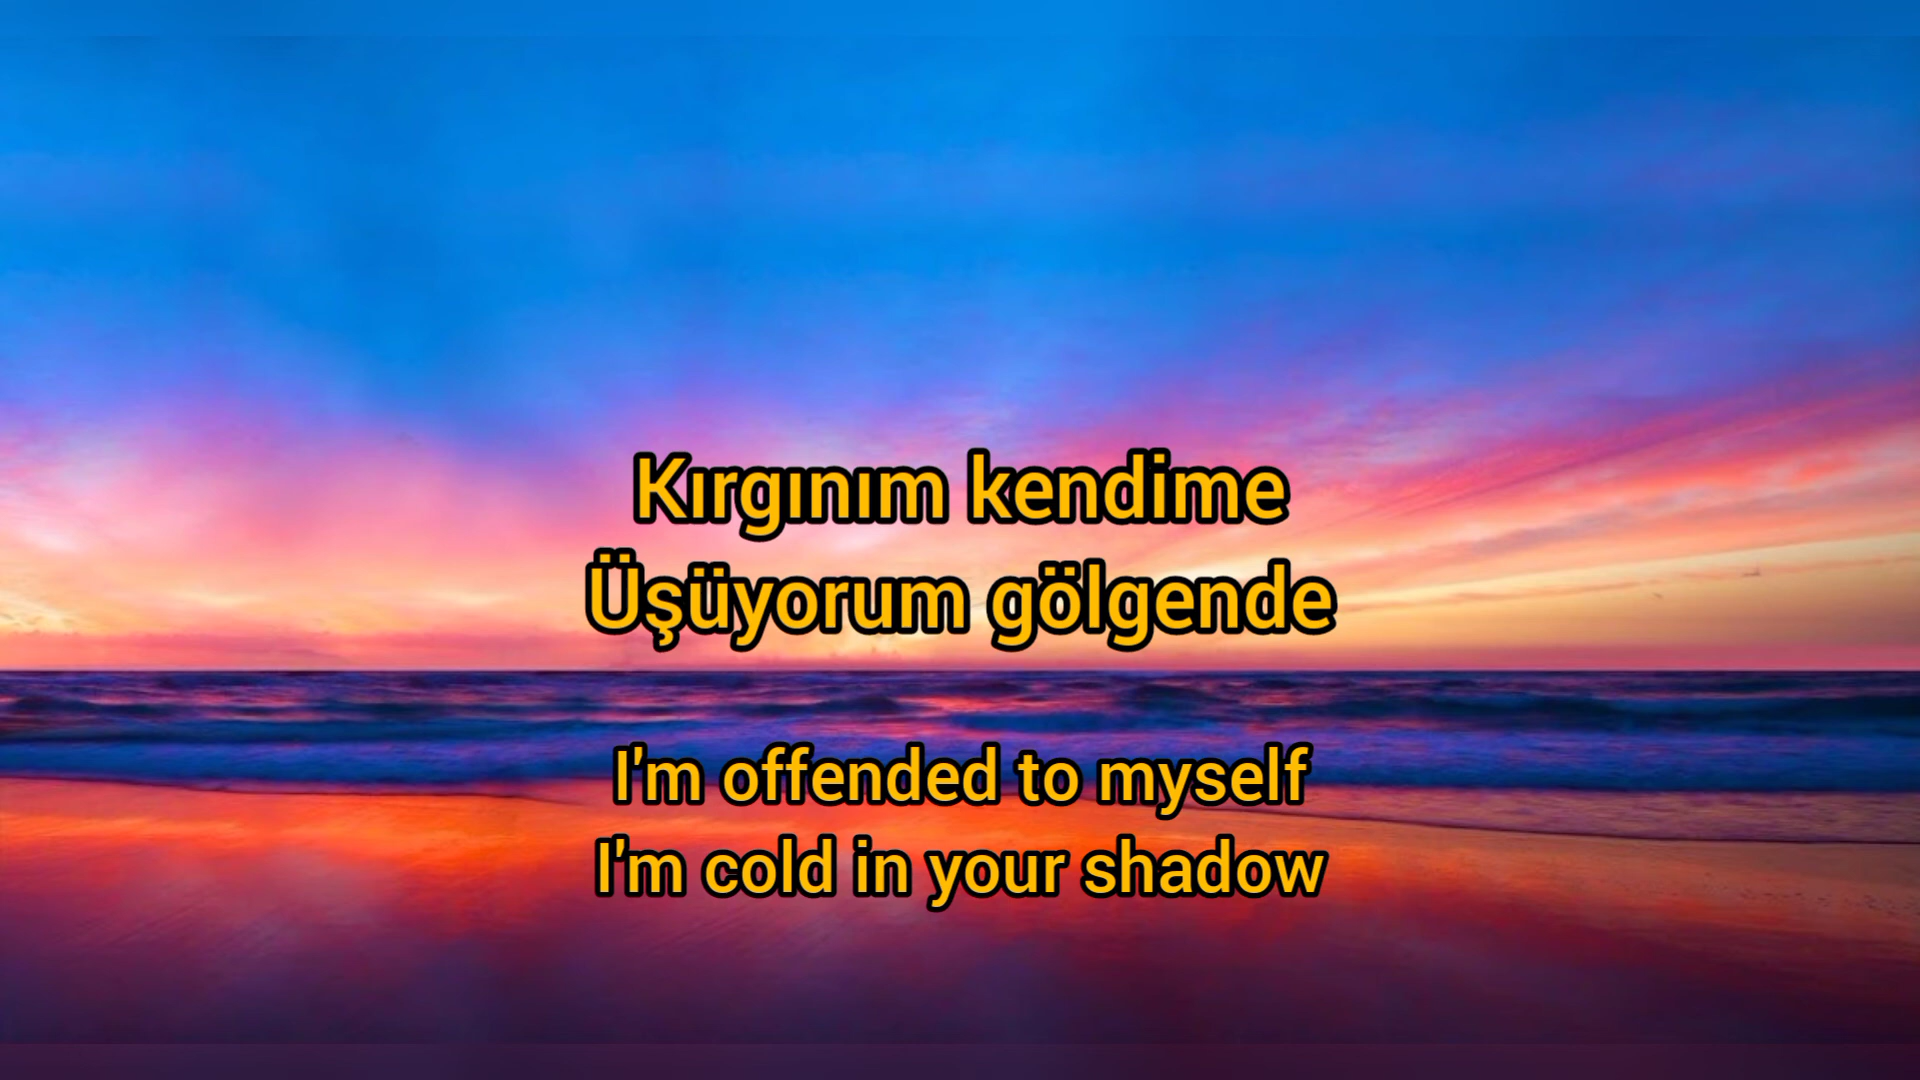 Kırgınım kendime
Üşüyorum gölgende
I'm offended to myself
I'm cold in your shadow